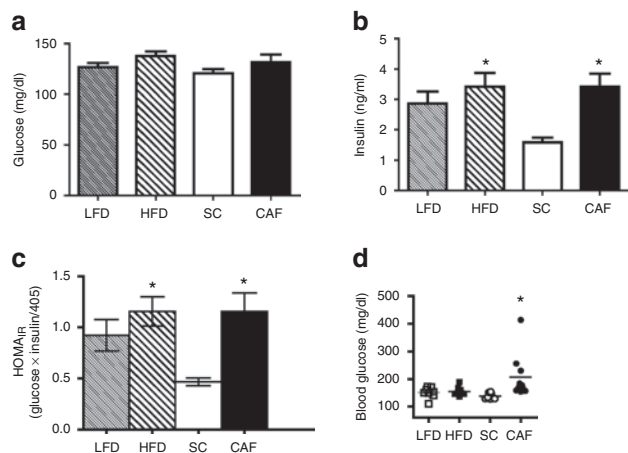 a
150
100
50
0
Glucose (mg/dl)
LFD HFD SC CAF
b
5
4
3
2
1
0
Insulin (ng/ml)
* *
LFD HFD SC CAF
c
1.5
1.0
0.5
0.0
HOMAIR
(glucose × insulin/405)
* *
LFD HFD SC CAF
d
500
400
300
200
100
Blood glucose (mg/dl)
*
LFD HFD SC CAF